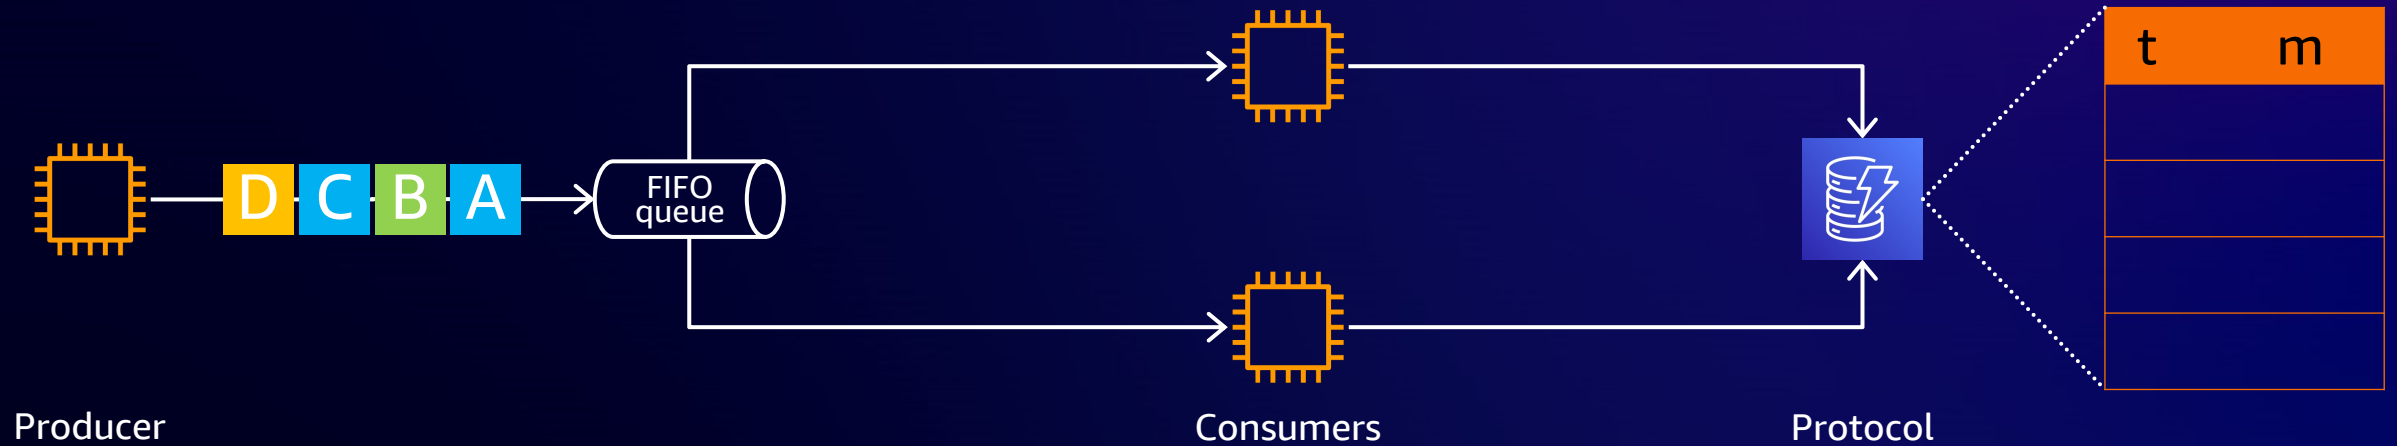 t m
D C B A
FIFO
queue
Producer
Consumers
Protocol